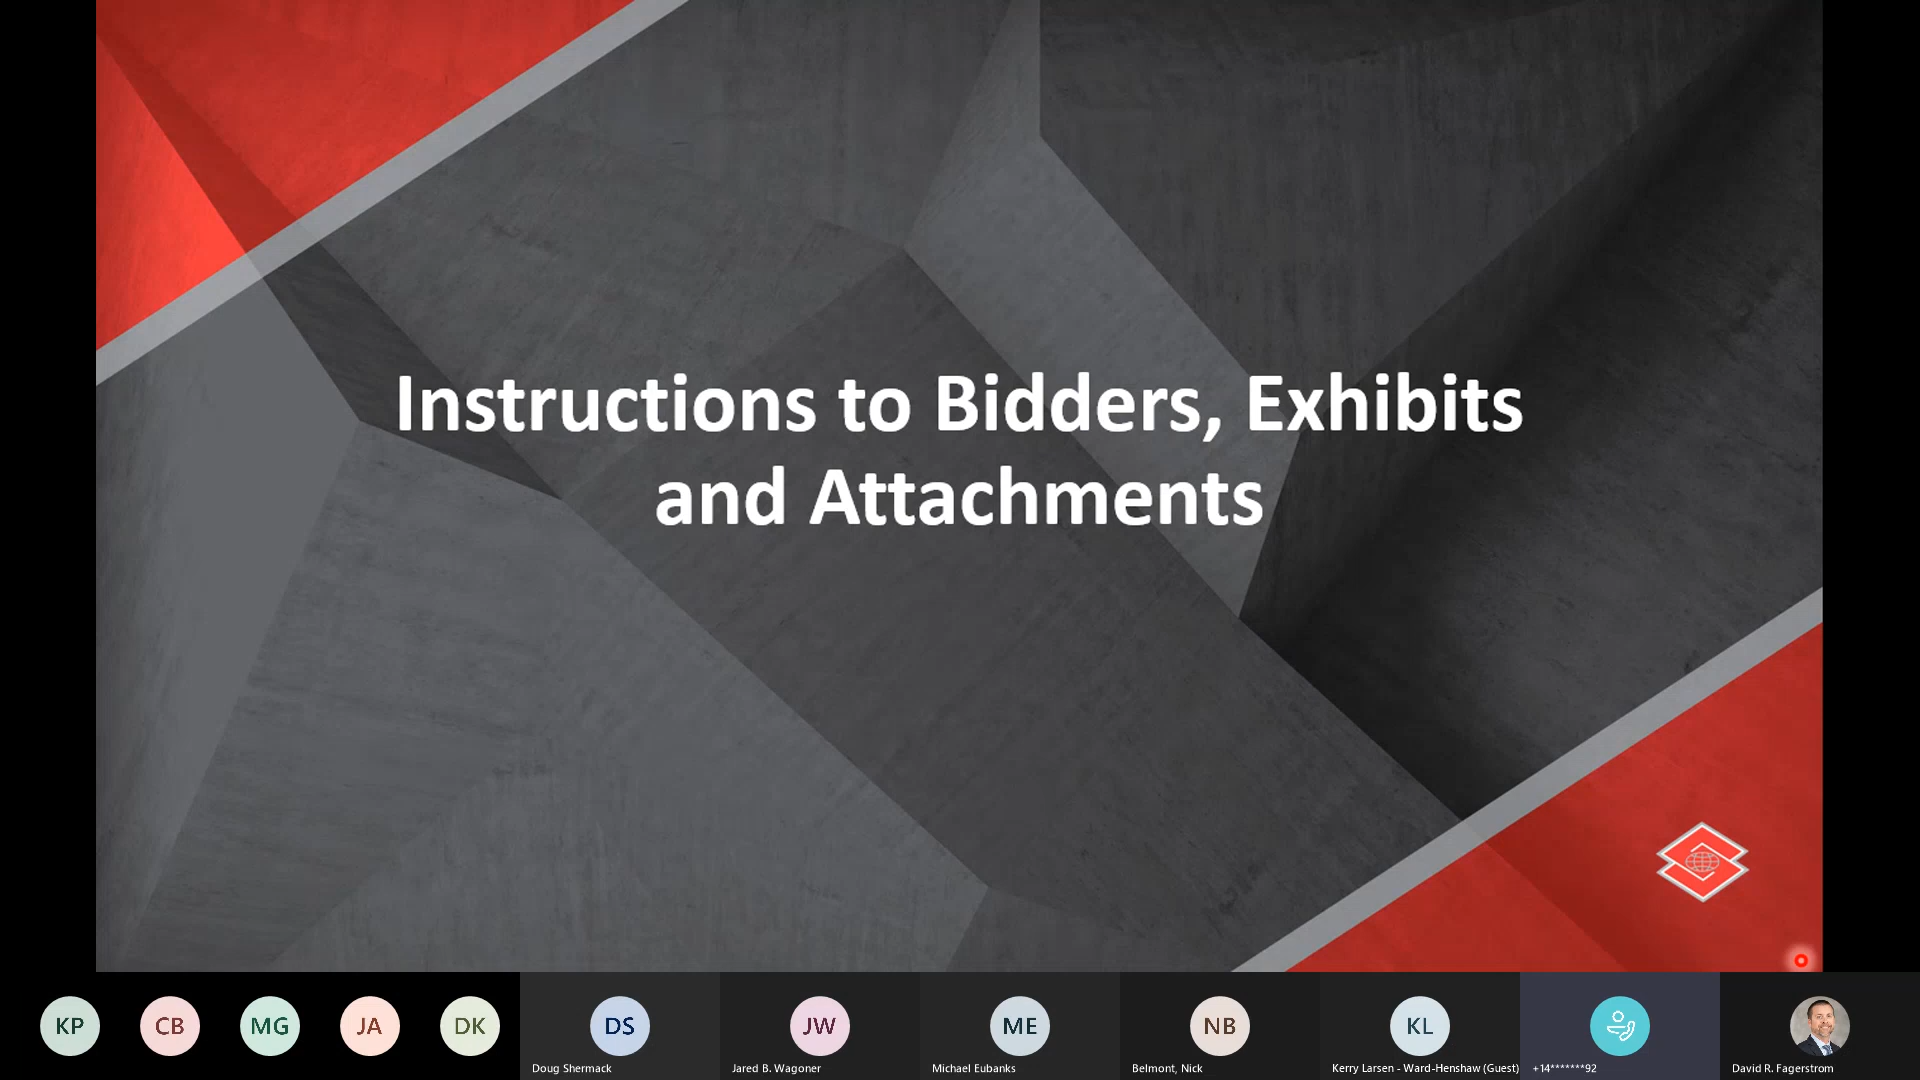 Instructions to Bidders, Exhibits
and Attachments
KP
CB
MG
JA
DK
DS
JW
ME
NB
KL
Doug Shermack
Jared B. Wagoner
Michael Eubanks
Belmont, Nick
Kerry Larsen - Ward-Henshaw (Guest)
+14*******92
David R. Fagerstrom